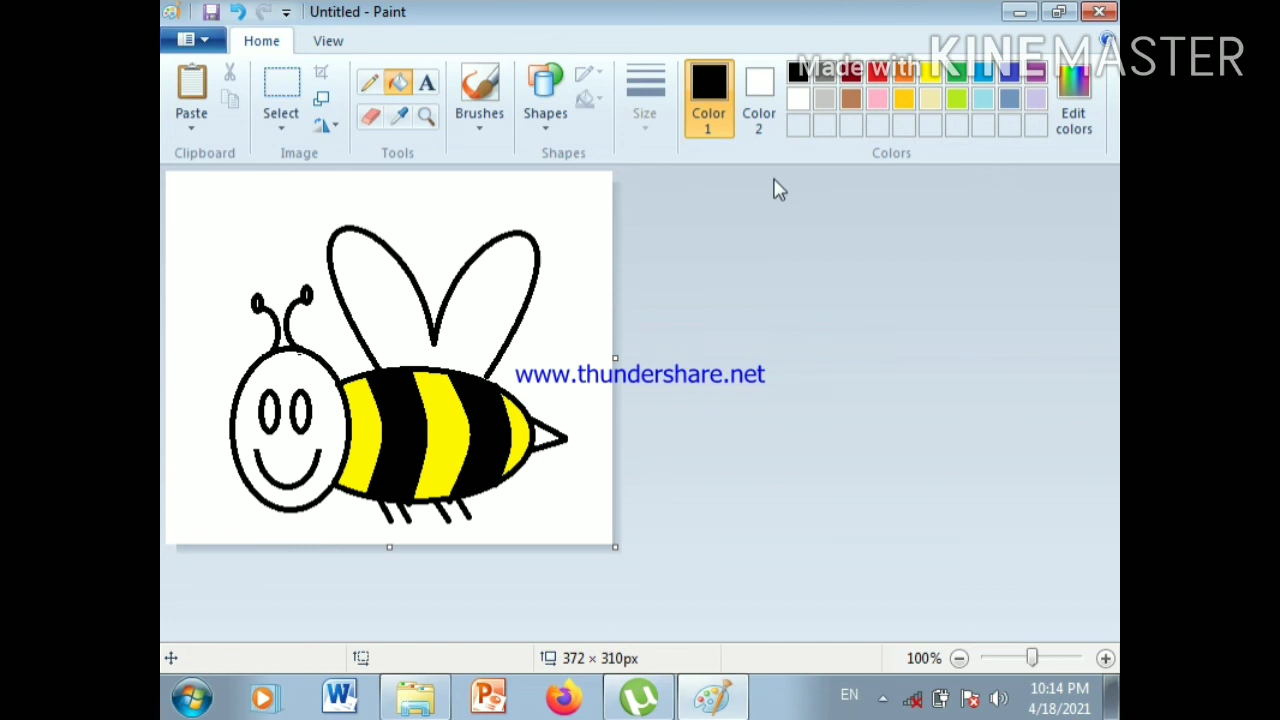 Untitled - Paint
Home View
Made with KINEMASTER
Paste Select Brushes Shapes Size Color 1 Color 2 Edit colors
Clipboard Image Tools Shapes Colors
www.thundershare.net
372 × 310px 100%
EN 10:14 PM
4/18/2021